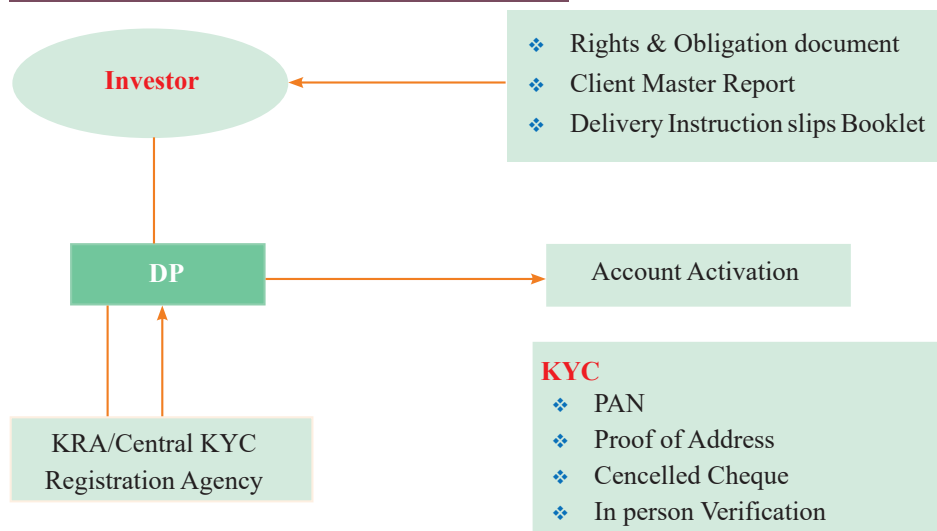 Investor
❖ Rights & Obligation document
❖ Client Master Report
❖ Delivery Instruction slips Booklet
DP
Account Activation
KRA/Central KYC
Registration Agency
KYC
❖ PAN
❖ Proof of Address
❖ Cencelled Cheque
❖ In person Verification